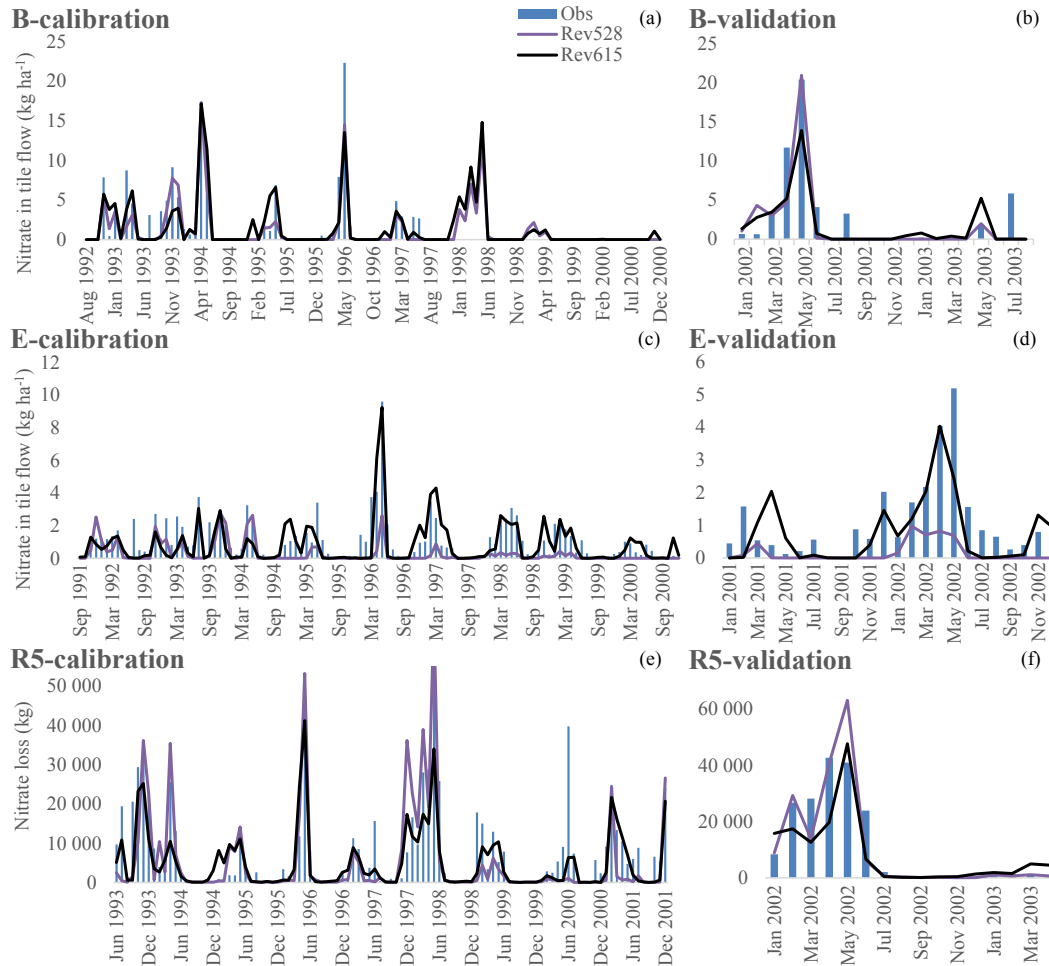 B-calibration
(a)
Obs
Rev528
Rev615
B-validation
(b)
Nitrate in tile flow (kg ha⁻¹)
25
20
15
10
5
0
Aug 1992
Jan 1993
Jun 1993
Nov 1993
Apr 1994
Sep 1994
Feb 1995
Jul 1995
Dec 1995
May 1996
Oct 1996
Mar 1997
Aug 1997
Jan 1998
Jun 1998
Nov 1998
Apr 1999
Sep 1999
Feb 2000
Jul 2000
Dec 2000
25
20
15
10
5
0
Jan 2002
Mar 2002
May 2002
Jul 2002
Sep 2002
Nov 2002
Jan 2003
Mar 2003
May 2003
Jul 2003
E-calibration
(c)
E-validation
(d)
Nitrate in tile flow (kg ha⁻¹)
12
10
8
6
4
2
0
Sep 1991
Mar 1992
Sep 1992
Mar 1993
Sep 1993
Mar 1994
Sep 1994
Mar 1995
Sep 1995
Mar 1996
Sep 1996
Mar 1997
Sep 1997
Mar 1998
Sep 1998
Mar 1999
Sep 1999
Mar 2000
Sep 2000
6
5
4
3
2
1
0
Jan 2001
Mar 2001
May 2001
Jul 2001
Sep 2001
Nov 2001
Jan 2002
Mar 2002
May 2002
Jul 2002
Sep 2002
Nov 2002
R5-calibration
(e)
R5-validation
(f)
Nitrate loss (kg)
50 000
40 000
30 000
20 000
10 000
0
Jun 1993
Dec 1993
Jun 1994
Dec 1994
Jun 1995
Dec 1995
Jun 1996
Dec 1996
Jun 1997
Dec 1997
Jun 1998
Dec 1998
Jun 1999
Dec 1999
Jun 2000
Dec 2000
Jun 2001
Dec 2001
60 000
40 000
20 000
0
Jan 2002
Mar 2002
May 2002
Jul 2002
Sep 2002
Nov 2002
Jan 2003
Mar 2003